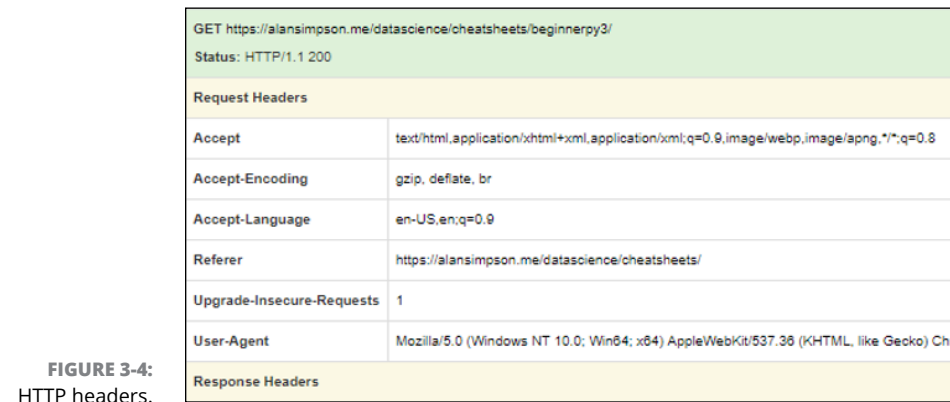 GET https://alansimpson.me/datascience/cheatsheets/beginnerpy3/
Status: HTTP/1.1 200
Request Headers
Accept text/html,application/xhtml+xml,application/xml;q=0.9,image/webp,image/apng,*/*;q=0.8
Accept-Encoding gzip, deflate, br
Accept-Language en-US,en;q=0.9
Referer https://alansimpson.me/datascience/cheatsheets/
Upgrade-Insecure-Requests 1
User-Agent Mozilla/5.0 (Windows NT 10.0; Win64; x64) AppleWebKit/537.36 (KHTML, like Gecko) Ch
Response Headers
FIGURE 3-4:
HTTP headers.